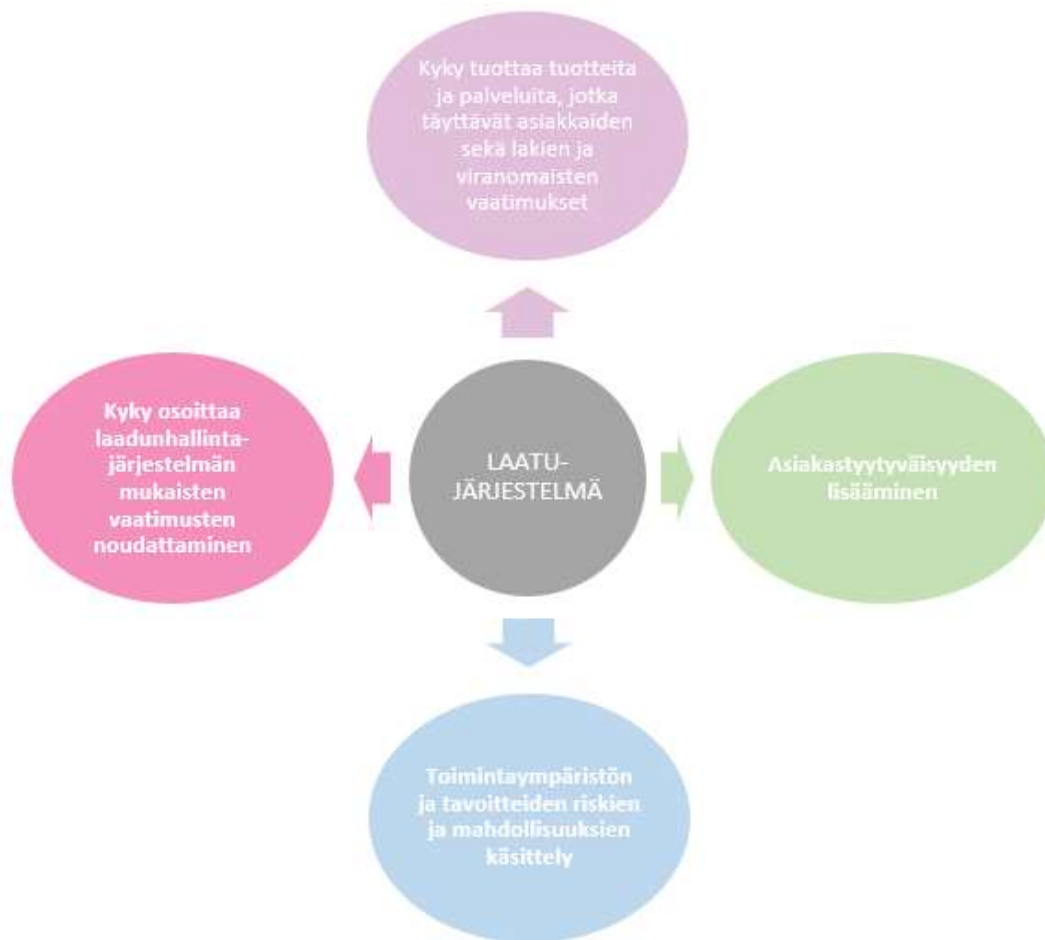 Kyky tuottaa tuotteita
ja palveluita, jotka
täyttävät asiakkaiden
sekä lakien ja
viranomaisten
vaatimukset
Kyky osoittaa
laadunhallinta-
järjestelmän
mukaisten
vaatimusten
noudattaminen
LAATU-
JÄRJESTELMÄ
Asiakastyytyväisyyden
lisääminen
Toimintaympäristön
ja tavoitteiden riskien
ja mahdollisuuksien
käsittely